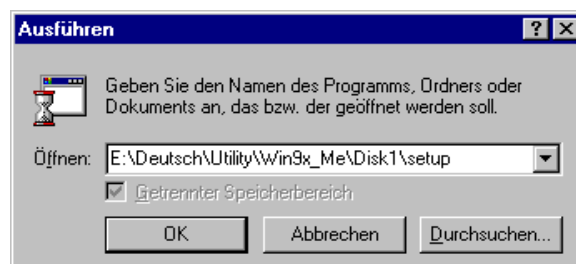 Ausführen
Geben Sie den Namen des Programms, Ordners oder
Dokuments an, das bzw. der geöffnet werden soll.
Öffnen: E:\Deutsch\Utility\Win9x_Me\Disk1\setup
Getrennter Speicherbereich
OK Abbrechen Durchsuchen...